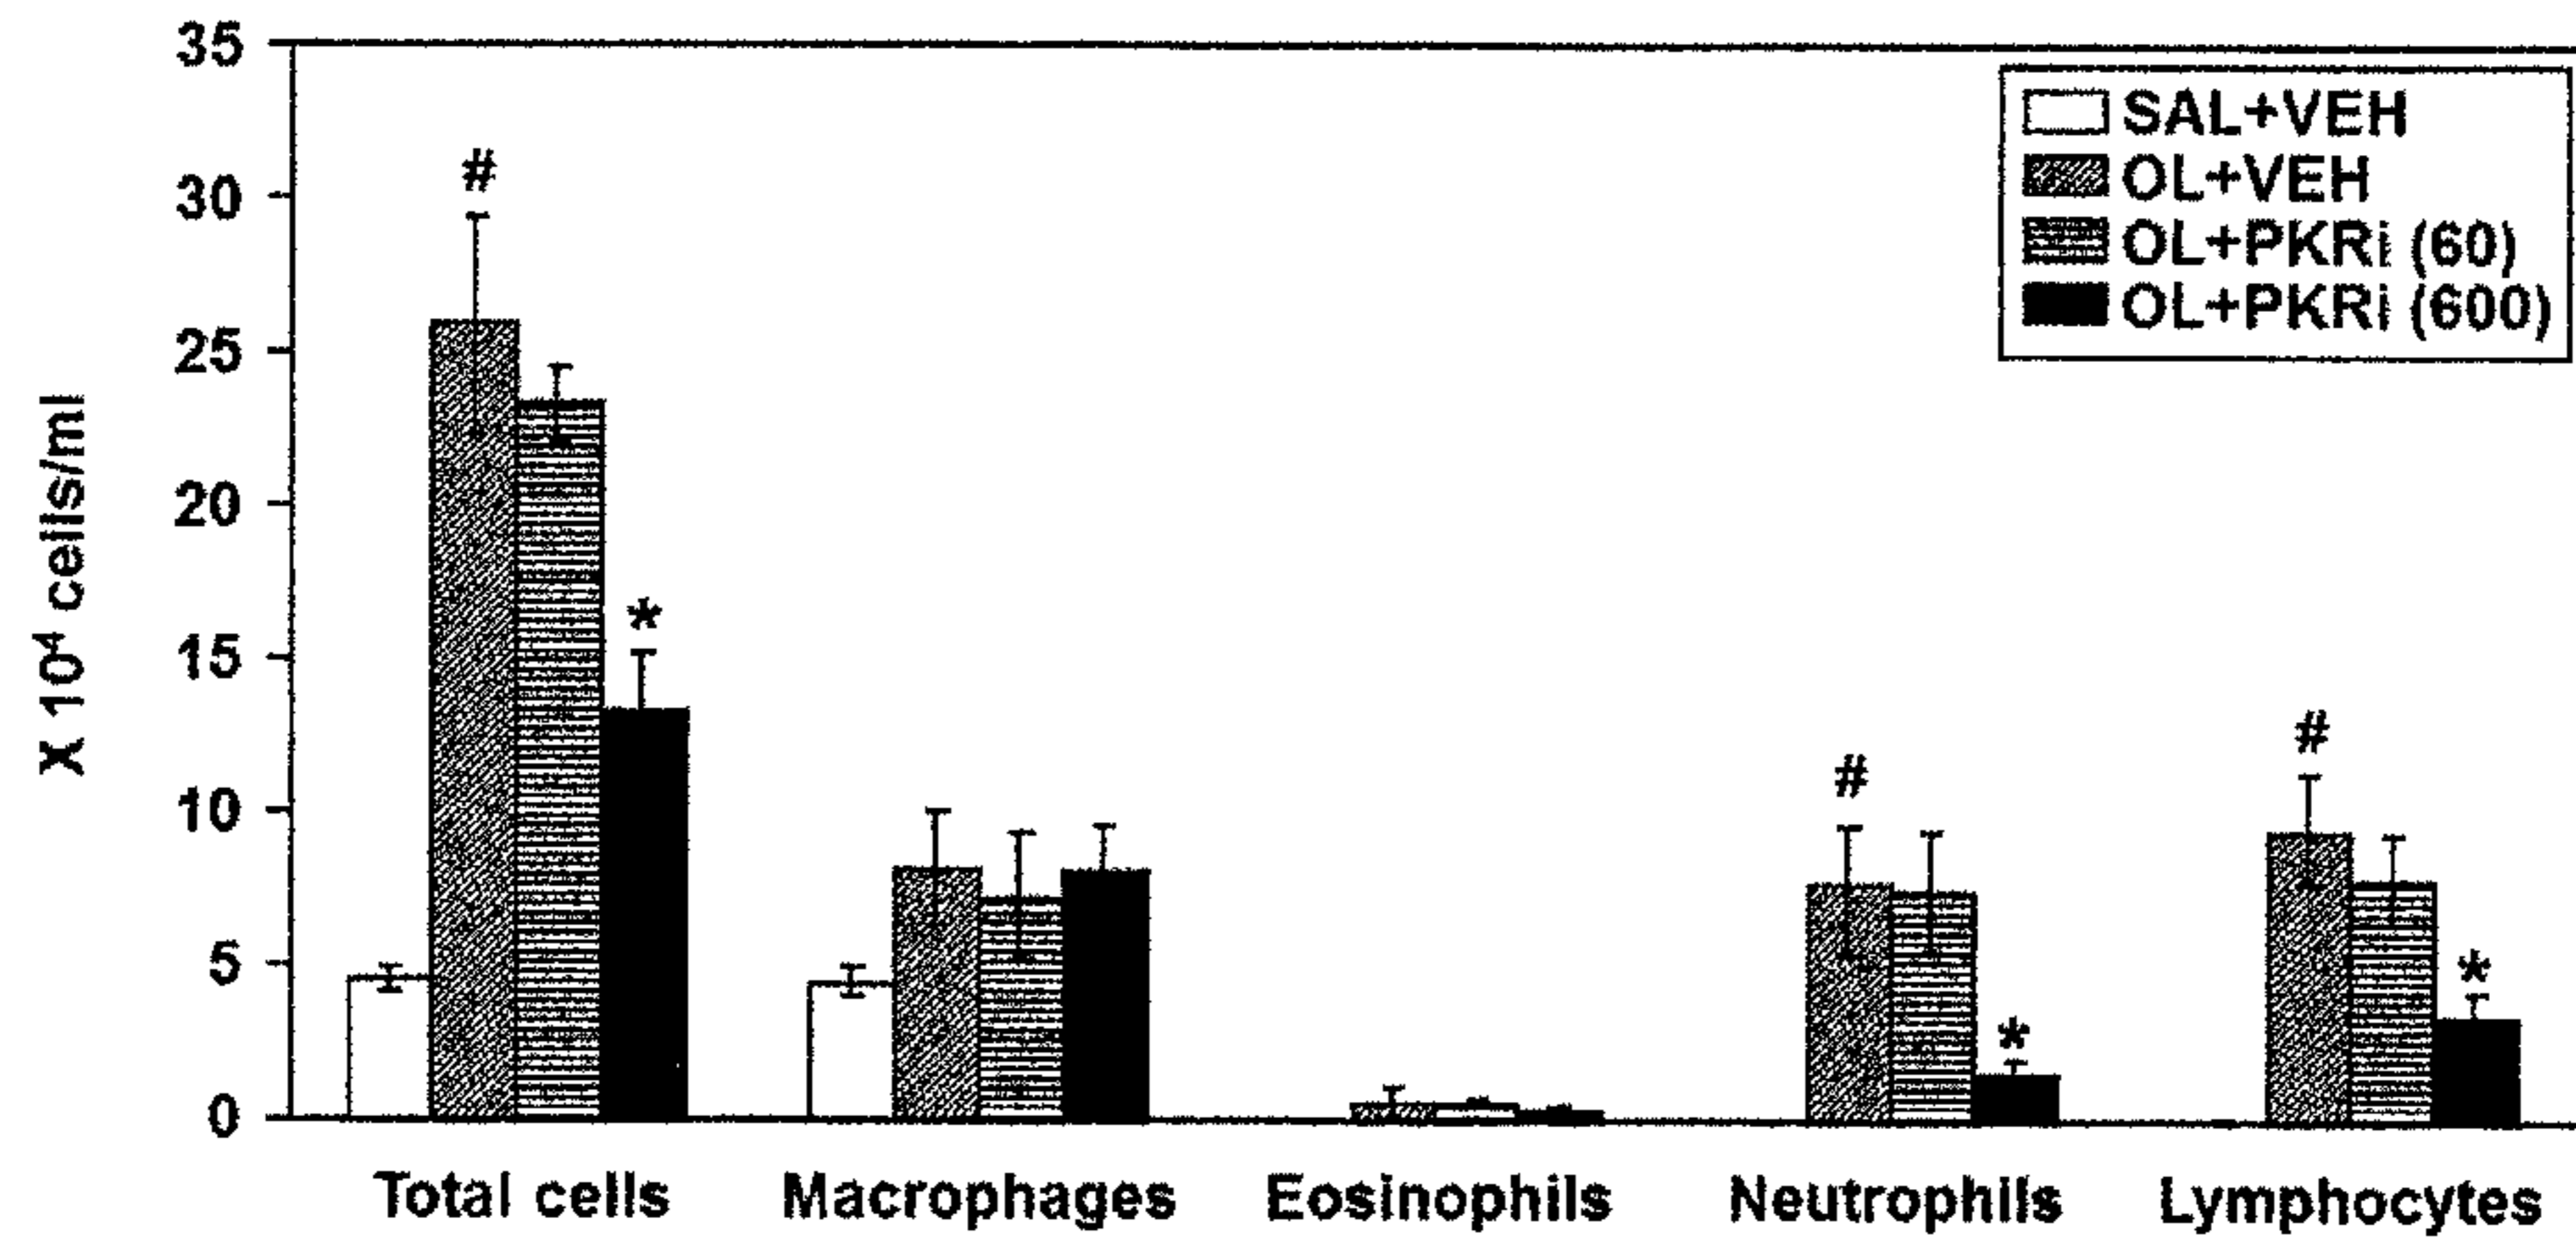 35
30
25
20
15
10
5
0
X 10⁴ cells/ml
#
*
#
*
#
*
SAL+VEH
OL+VEH
OL+PKRi (60)
OL+PKRi (600)
Total cells Macrophages Eosinophils Neutrophils Lymphocytes